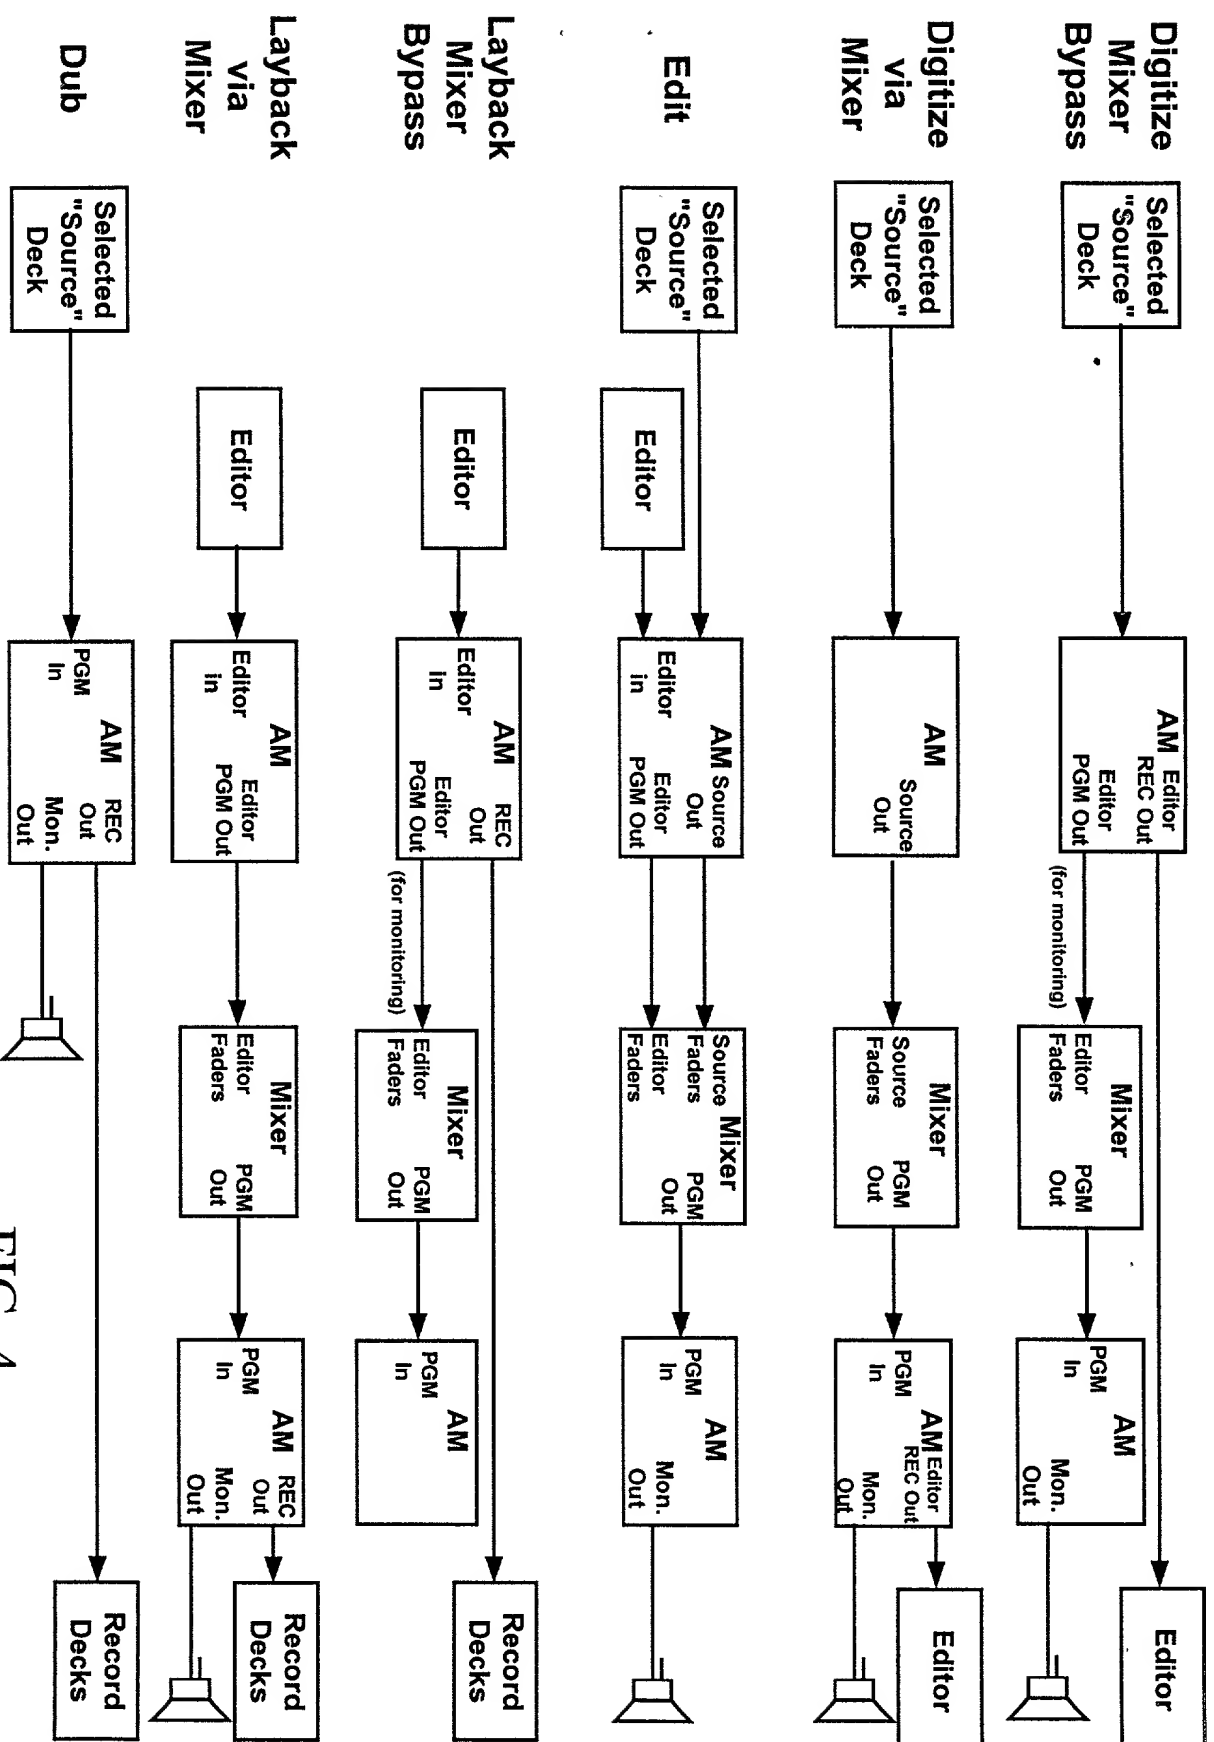 Digitize
Mixer
Bypass
Selected
"Source"
Deck
AM
Editor
REC Out
Editor
PGM Out
(for monitoring)
Mixer
Editor
Faders
PGM
Out
AM
PGM
In
Mon.
Out
Editor
Digitize
via
Mixer
Selected
"Source"
Deck
AM
Source
Out
Mixer
Source
Faders
PGM
Out
AM
PGM
In
Editor
REC Out
Mon.
Out
Editor
Edit
Selected
"Source"
Deck
Editor
AM
Editor
in
Source
Out
Editor
PGM Out
Mixer
Source
Faders
Editor
Faders
PGM
Out
AM
PGM
In
Mon.
Out
Layback
Mixer
Bypass
Editor
AM
Editor
in
REC
Out
Editor
PGM Out
(for monitoring)
Mixer
Editor
Faders
PGM
Out
AM
PGM
In
Record
Decks
Layback
via
Mixer
Editor
AM
Editor
in
Editor
PGM Out
Mixer
Editor
Faders
PGM
Out
AM
PGM
In
REC
Out
Mon.
Out
Record
Decks
Dub
Selected
"Source"
Deck
AM
PGM
In
REC
Out
Mon.
Out
Record
Decks
FIG. 4